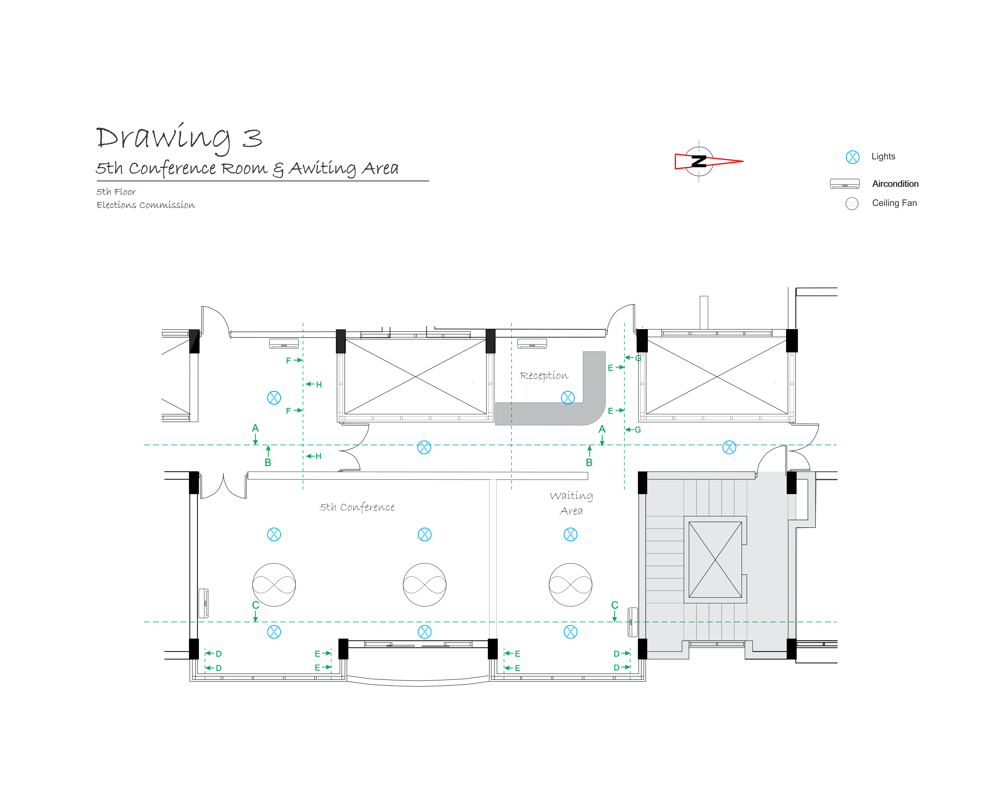 Drawing 3
5th Conference Room & Awiting Area
5th Floor
Elections Commission
N
Lights
Aircondition
Ceiling Fan
F
G
E
Reception
H
F
E
A
A
G
H
B
B
Waiting
Area
5th Conference
C
C
D
E
E
D
D
E
E
D